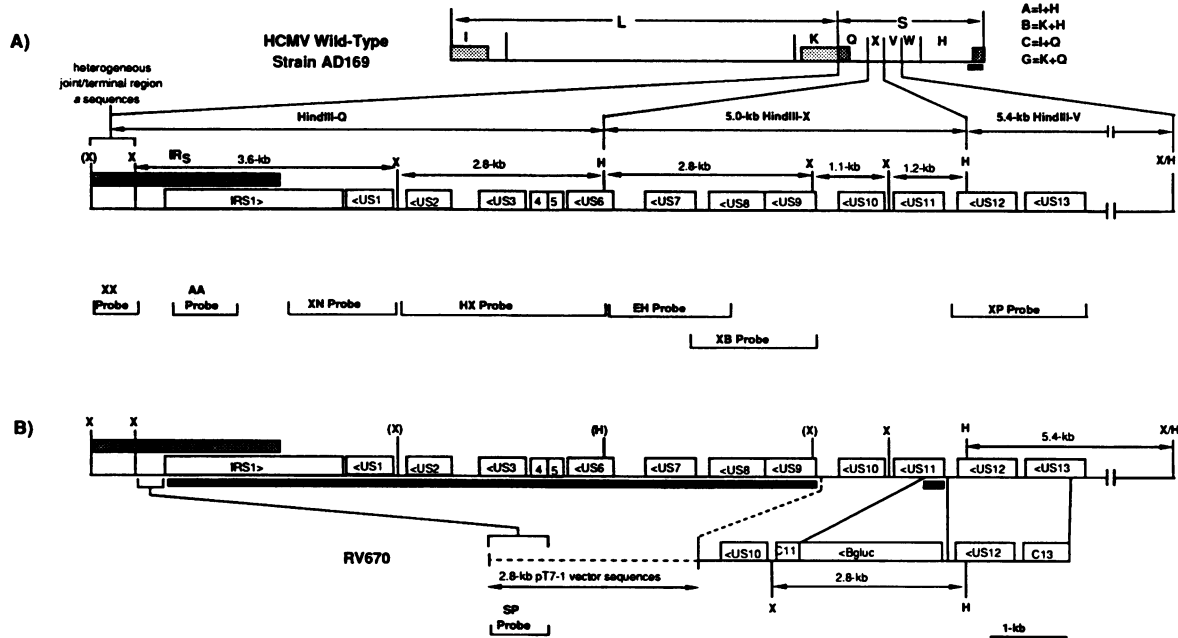 A)
HCMV Wild-Type
Strain AD169
L
S
I
K
Q
X
V
W
H
A=I+H
B=K+H
C=I+Q
G=K+Q
heterogeneous
joint/terminal region
a sequences
HindIII-Q
5.0-kb HindIII-X
5.4-kb HindIII-V
(X)
X
IRS
3.6-kb
X
2.8-kb
H
2.8-kb
X
1.1-kb
X
1.2-kb
H
X/H
IRS1>
<US1
<US2
<US3
4
5
<US6
<US7
<US8
<US9
<US10
<US11
<US12
<US13
XX
Probe
AA
Probe
XN Probe
HX Probe
EH Probe
XB Probe
XP Probe
B)
X
X
(X)
(H)
(X)
X
H
5.4-kb
X/H
IRS1>
<US1
<US2
<US3
4
5
<US6
<US7
<US8
<US9
<US10
<US11
<US12
<US13
RV670
<US10
C11
<Bgluc
<US12
C13
2.8-kb pT7-1 vector sequences
2.8-kb
X
H
SP
Probe
1-kb